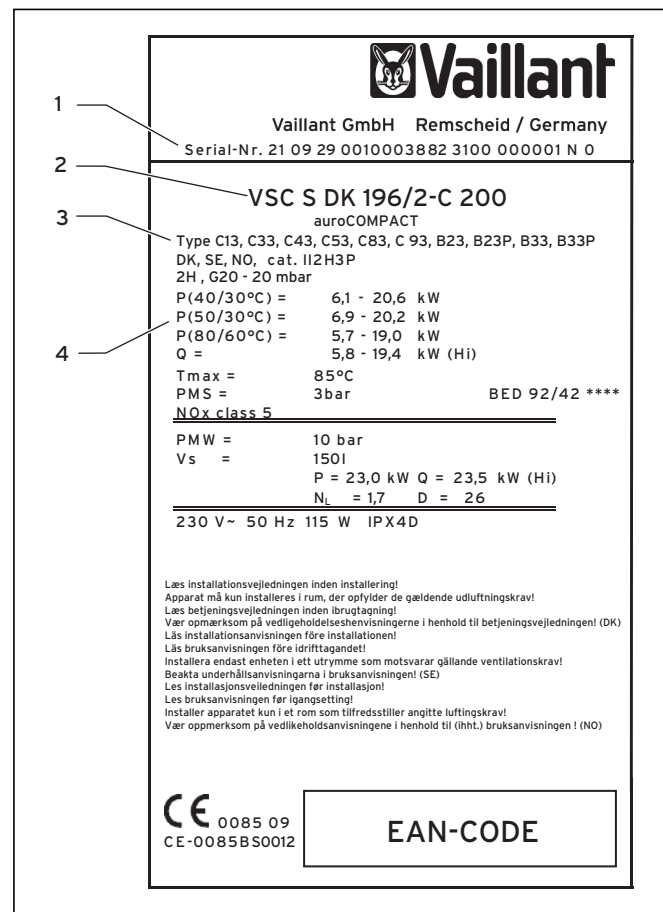 Vaillant
Vaillant GmbH Remscheid / Germany
1
Serial-Nr. 21 09 29 0010003882 3100 000001 N 0
2
VSC S DK 196/2-C 200
auroCOMPACT
3
Type C13, C33, C43, C53, C83, C 93, B23, B23P, B33, B33P
DK, SE, NO, cat. II2H3P
2H , G20 - 20 mbar
P(40/30°C) = 6,1 - 20,6 kW
P(50/30°C) = 6,9 - 20,2 kW
P(80/60°C) = 5,7 - 19,0 kW
4
Q = 5,8 - 19,4 kW (Hi)
Tmax = 85°C
PMS = 3bar BED 92/42 ****
NOx class 5
PMW = 10 bar
Vs = 150l
P = 23,0 kW Q = 23,5 kW (Hi)
NL = 1,7 D = 26
230 V~ 50 Hz 115 W IPX4D
Læs installationsvejledningen inden installering!
Apparat må kun installeres i rum, der opfylder de gældende udluftningskrav!
Læs betjeningsvejledningen inden ibrugtagning!
Vær opmærksom på vedligeholdelseshenvisningerne i henhold til betjeningsvejledningen! (DK)
Läs installationsanvisningen före installationen!
Läs bruksanvisningen före idrifttagandet!
Installera endast enheten i ett utrymme som motsvarar gällande ventilationskrav!
Beakta underhållsanvisningarna i bruksanvisningen! (SE)
Les installasjonsveiledningen før installasjon!
Les bruksanvisningen før igangsetting!
Installer apparatet kun i et rom som tilfredsstiller angitte luftingskrav!
Vær oppmerksom på vedlikeholdsanvisningene i henhold til (ihht.) bruksanvisningen ! (NO)
CE 0085 09
CE-0085BS0012
EAN-CODE